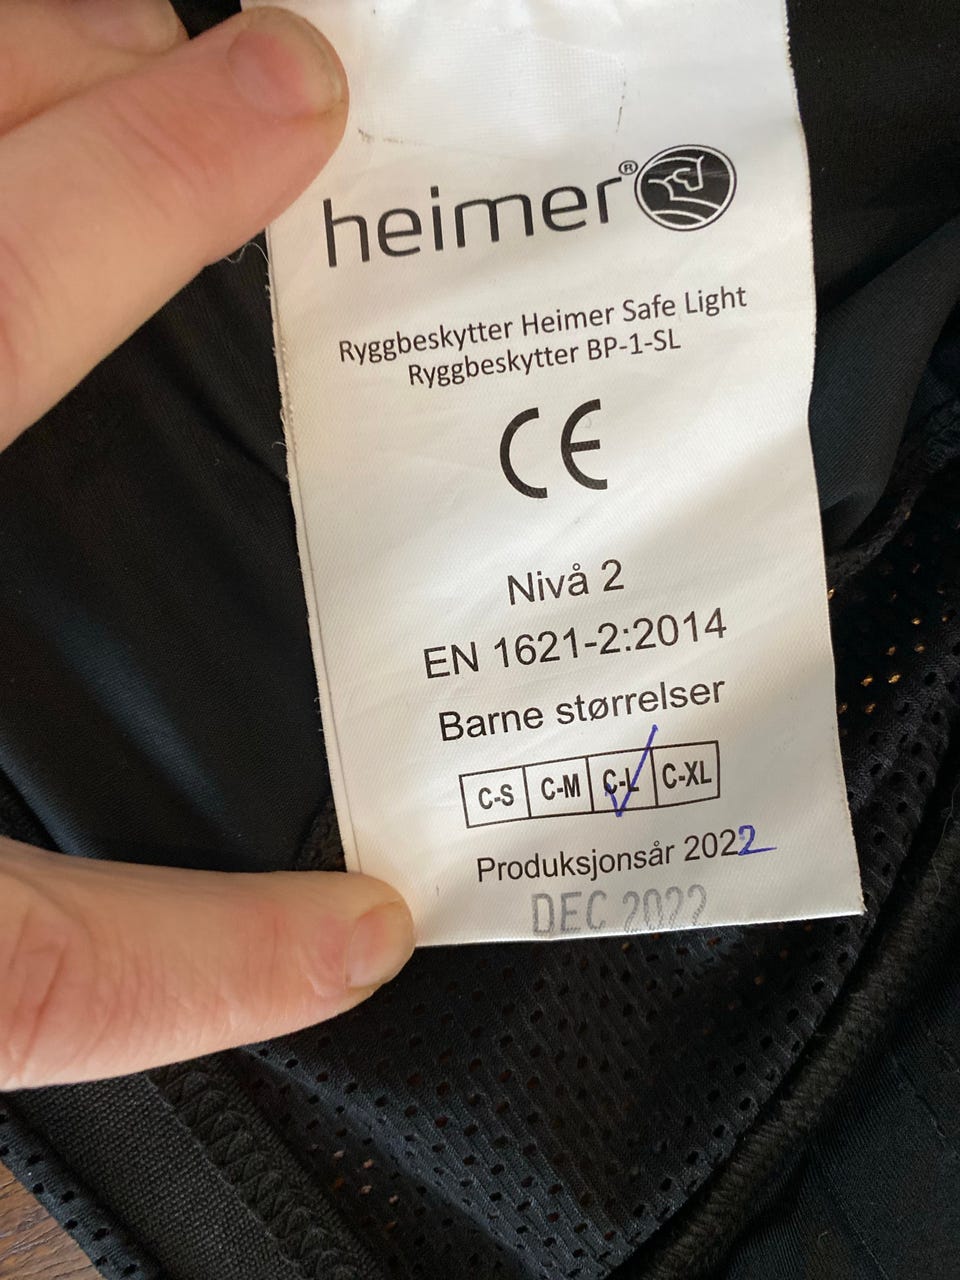 heimer®
Ryggbeskytter Heimer Safe Light
Ryggbeskytter BP-1-SL
CE
Nivå 2
EN 1621-2:2014
Barne størrelser
C-S C-M C-L C-XL
Produksjonsår 2022
DEC 2022